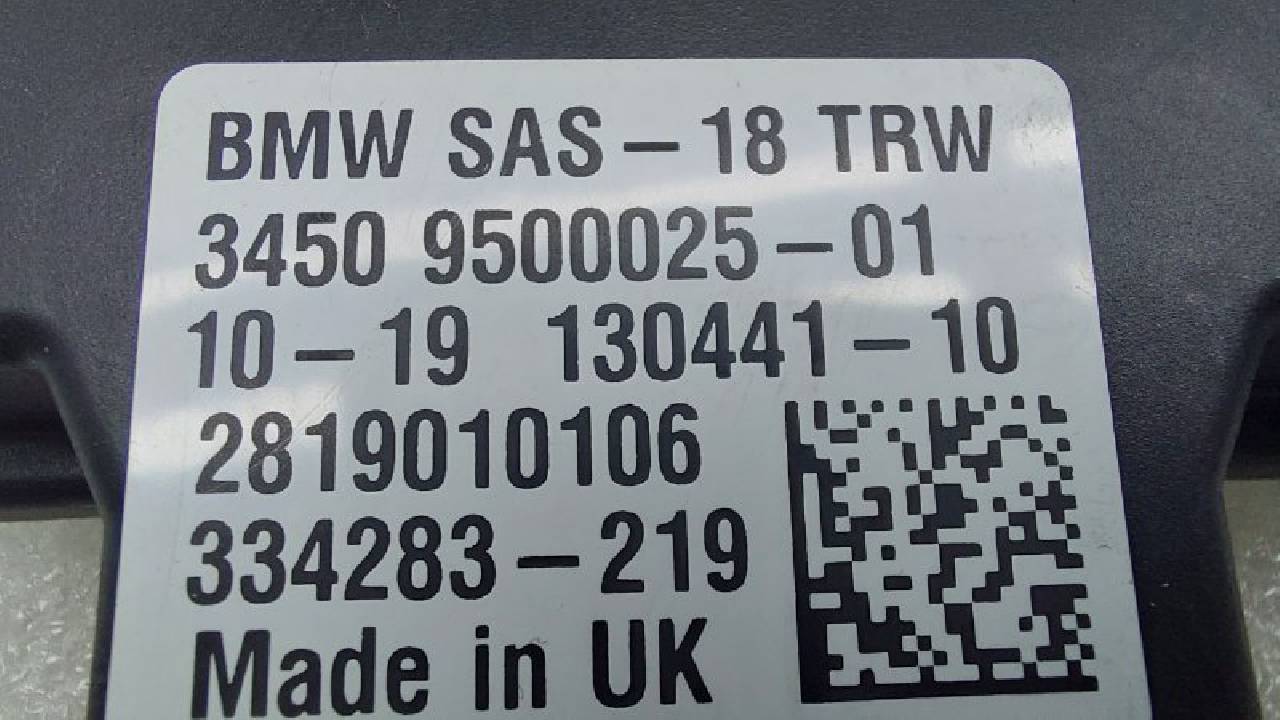 BMW SAS-18 TRW
3450 9500025-01
10-19 130441-10
2819010106
334283-219
Made in UK